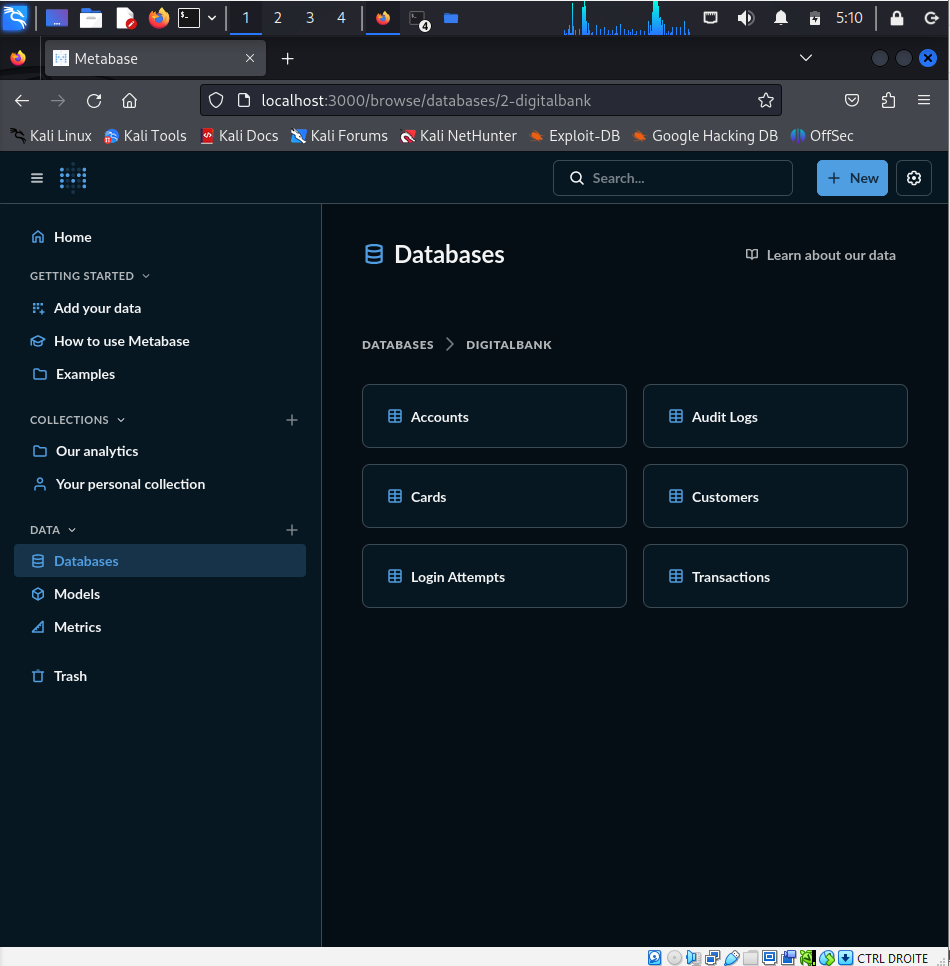 1 2 3 4 4 5:10
Metabase
localhost:3000/browse/databases/2-digitalbank
Kali Linux Kali Tools Kali Docs Kali Forums Kali NetHunter Exploit-DB Google Hacking DB OffSec
Search... + New
Home
GETTING STARTED
Add your data
How to use Metabase
Examples
COLLECTIONS
Our analytics
Your personal collection
DATA
Databases
Models
Metrics
Trash
Databases
Learn about our data
DATABASES > DIGITALBANK
Accounts
Audit Logs
Cards
Customers
Login Attempts
Transactions
CTRL DROITE